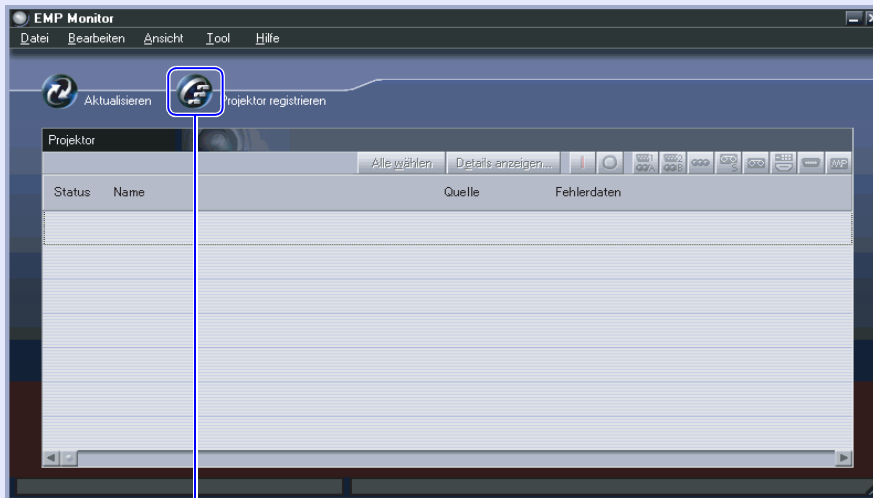 EMP Monitor
Datei Bearbeiten Ansicht Tool Hilfe
Aktualisieren Projektor registrieren
Projektor
Alle wählen Details anzeigen...
Status Name Quelle Fehlerdaten